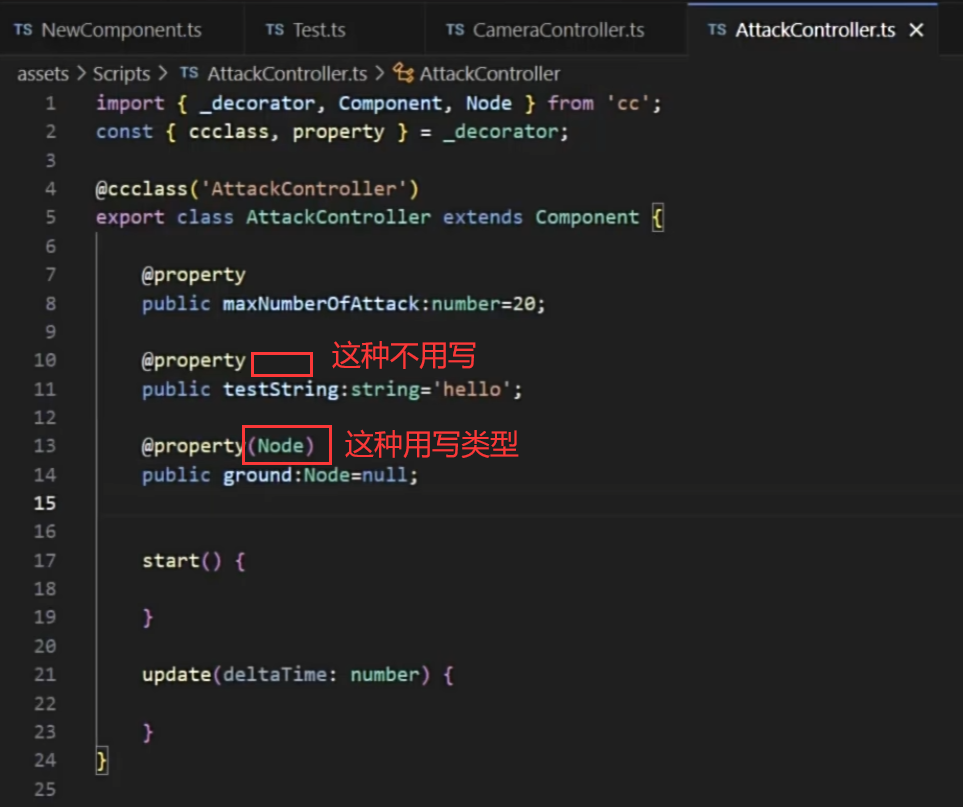 TS NewComponent.ts TS Test.ts TS CameraController.ts TS AttackController.ts ×
assets > Scripts > TS AttackController.ts > AttackController
1 import { _decorator, Component, Node } from 'cc';
2 const { ccclass, property } = _decorator;
3
4 @ccclass('AttackController')
5 export class AttackController extends Component {
6
7 @property
8 public maxNumberOfAttack:number=20;
9
10 @property 这种不用写
11 public testString:string='hello';
12
13 @property(Node) 这种用写类型
14 public ground:Node=null;
15
16
17 start() {
18
19 }
20
21 update(deltaTime: number) {
22
23 }
24 }
25